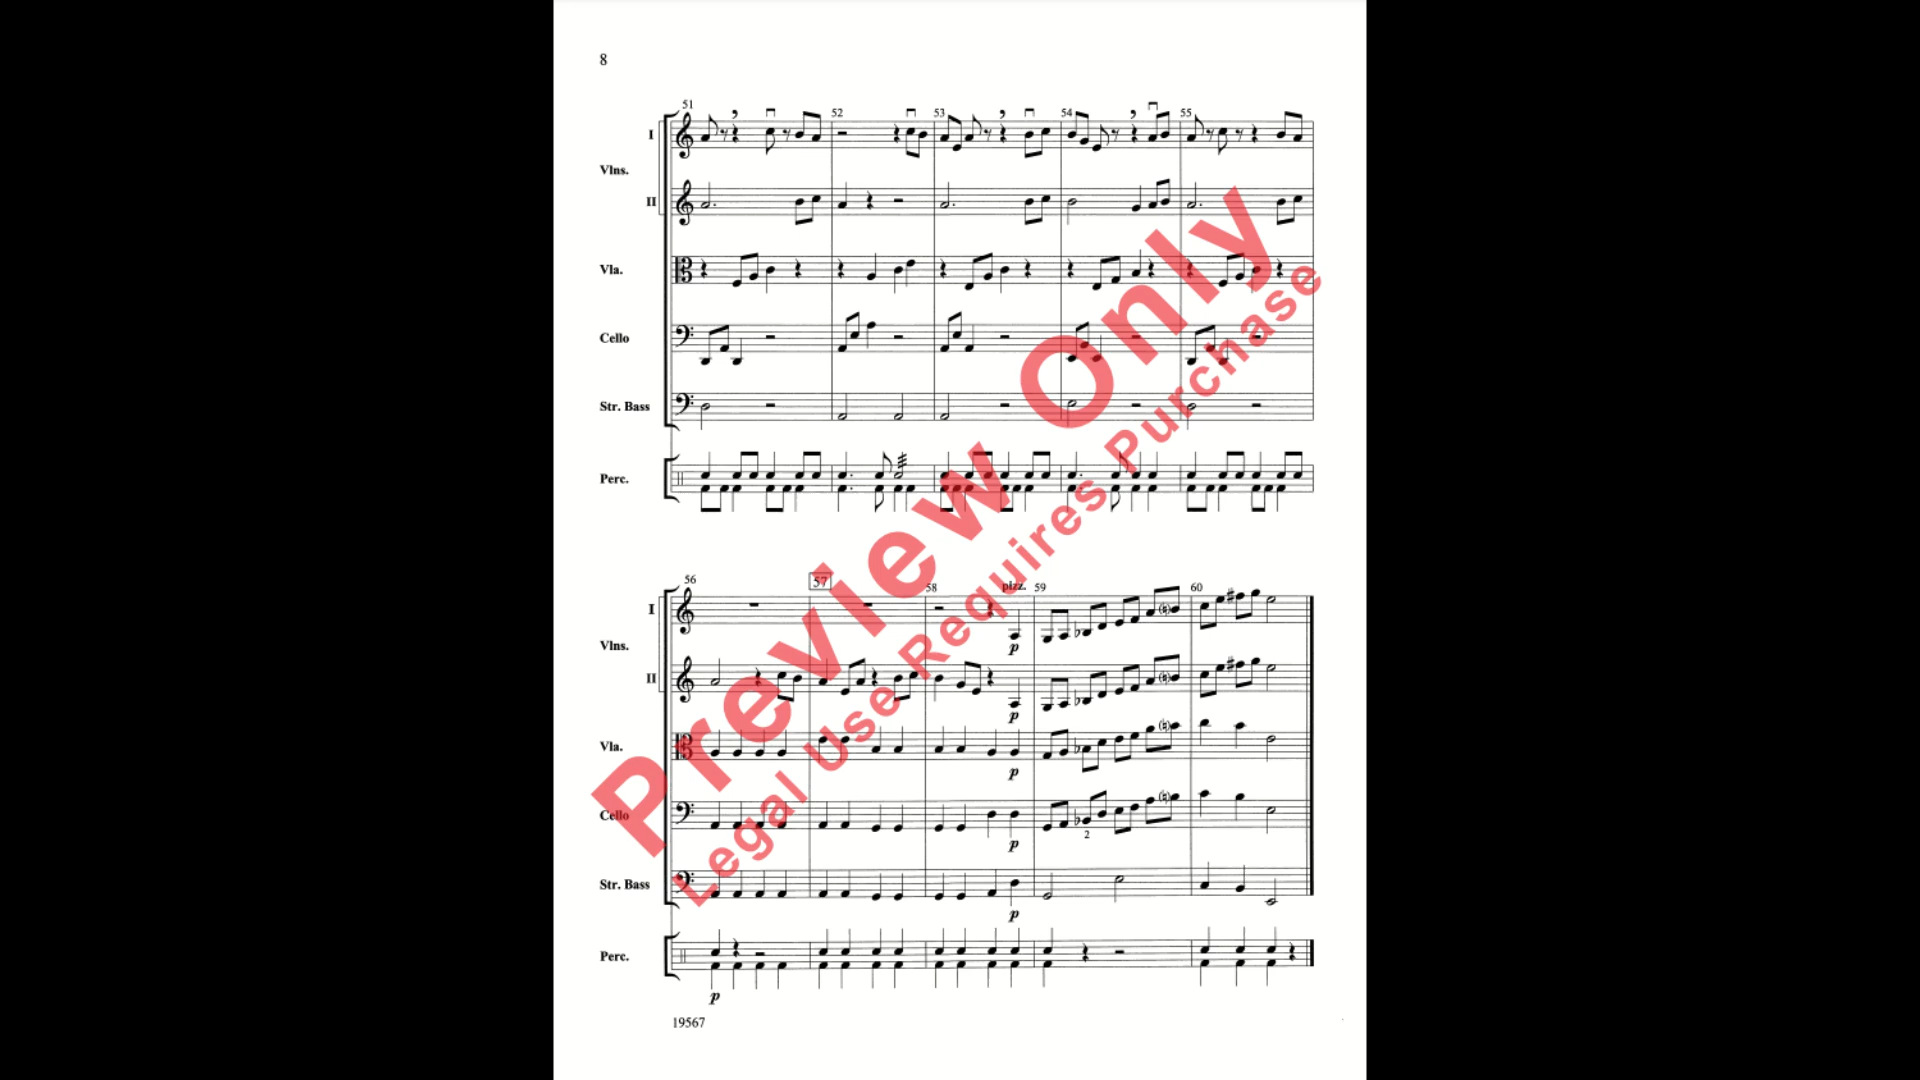 8
51 52 53 54 55
I
Vlns.
II
Vla.
Cello
Str. Bass
Perc.
56 57 58 pizz. 59 60
I
p
Vlns.
II
p
Vla.
p
Cello
2
p
Str. Bass
p
Perc.
p
19567
Preview Only
Legal Use Requires Purchase